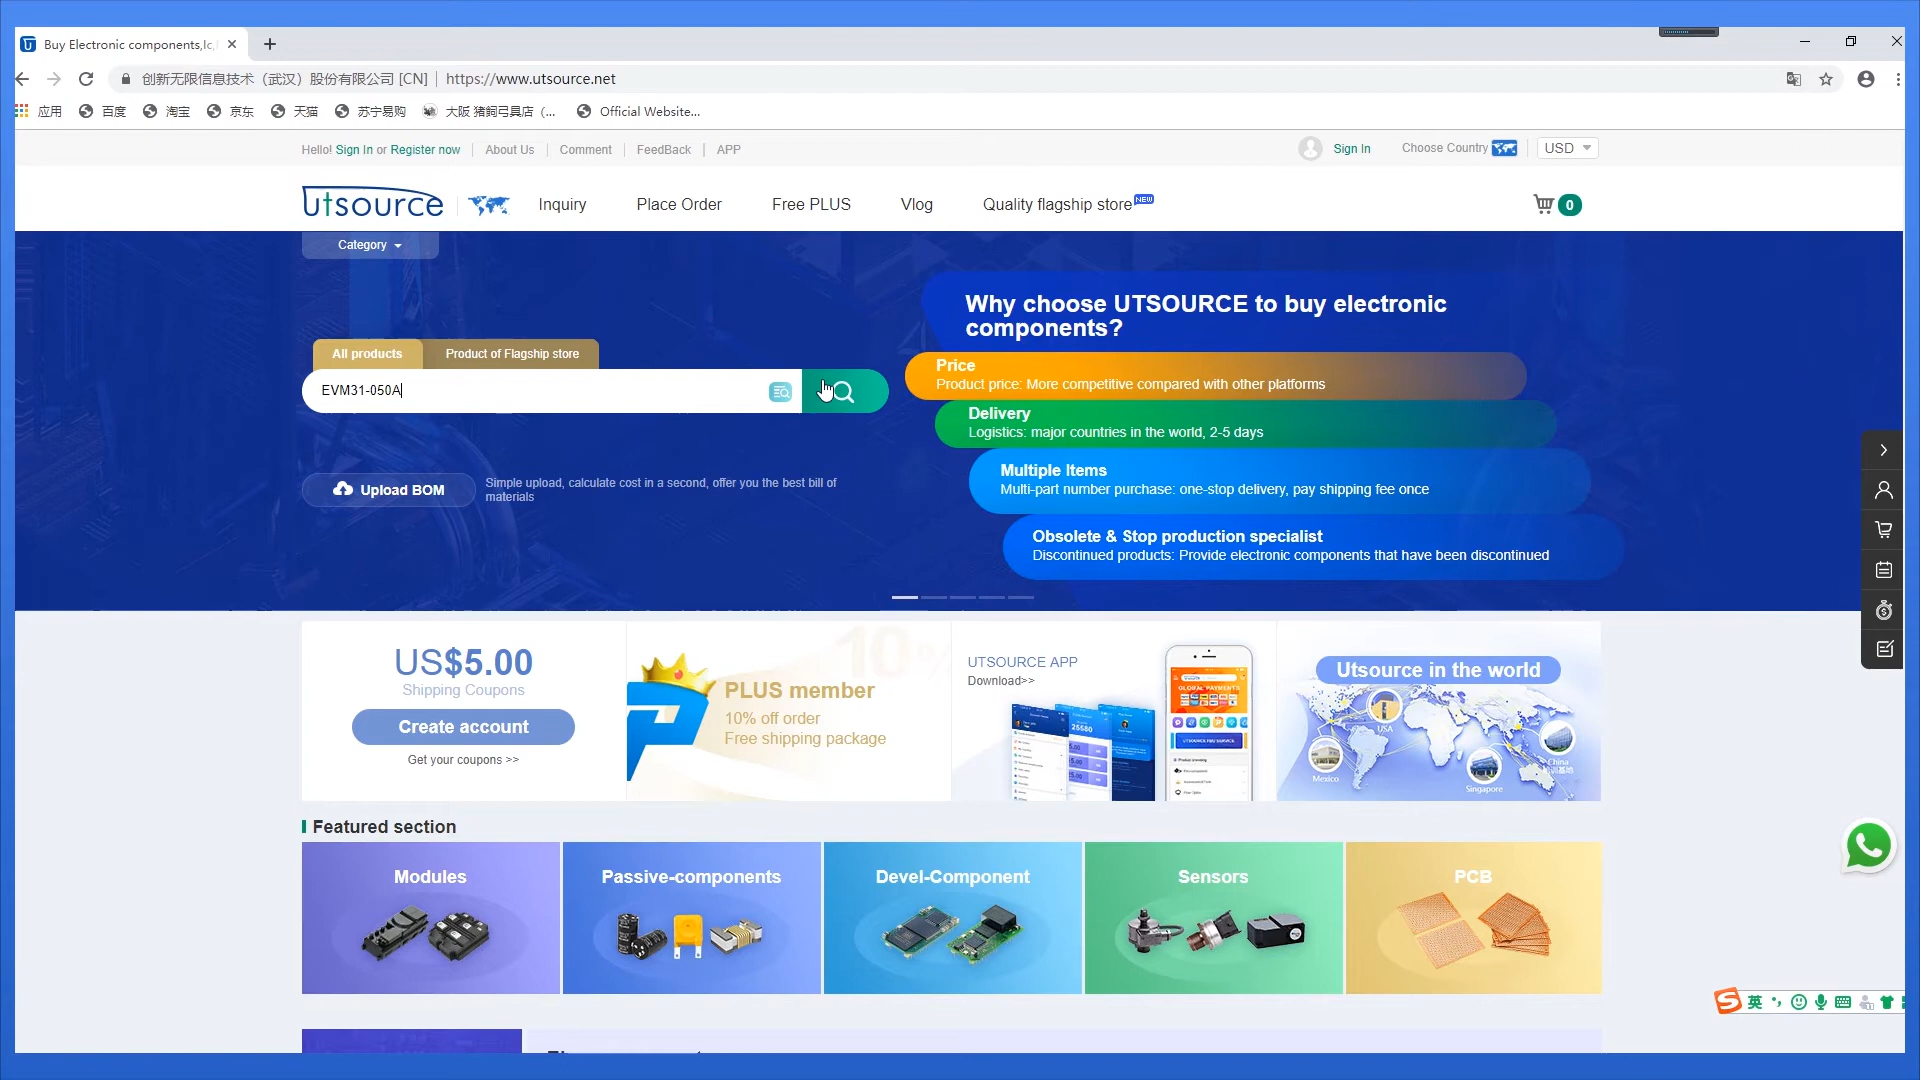 Buy Electronic components,Ic,
创新无限信息技术（武汉）股份有限公司 [CN] https://www.utsource.net
应用 百度 淘宝 京东 天猫 苏宁易购 大阪 猪飼弓具店（... Official Website...
Hello! Sign In or Register now About Us Comment FeedBack APP
Sign In Choose Country USD
utsource Inquiry Place Order Free PLUS Vlog Quality flagship store NEW 0
Category
All products Product of Flagship store
EVM31-050A
Upload BOM
Simple upload, calculate cost in a second, offer you the best bill of
materials
Why choose UTSOURCE to buy electronic
components?
Price
Product price: More competitive compared with other platforms
Delivery
Logistics: major countries in the world, 2-5 days
Multiple Items
Multi-part number purchase: one-stop delivery, pay shipping fee once
Obsolete & Stop production specialist
Discontinued products: Provide electronic components that have been discontinued
US$5.00
Shipping Coupons
Create account
Get your coupons >>
10%
PLUS member
10% off order
Free shipping package
UTSOURCE APP
Download>>
GLOBAL PAYMENTS
Utsource in the world
USA
Mexico
Singapore
China
Featured section
Modules
Passive-components
Devel-Component
Sensors
PCB
英